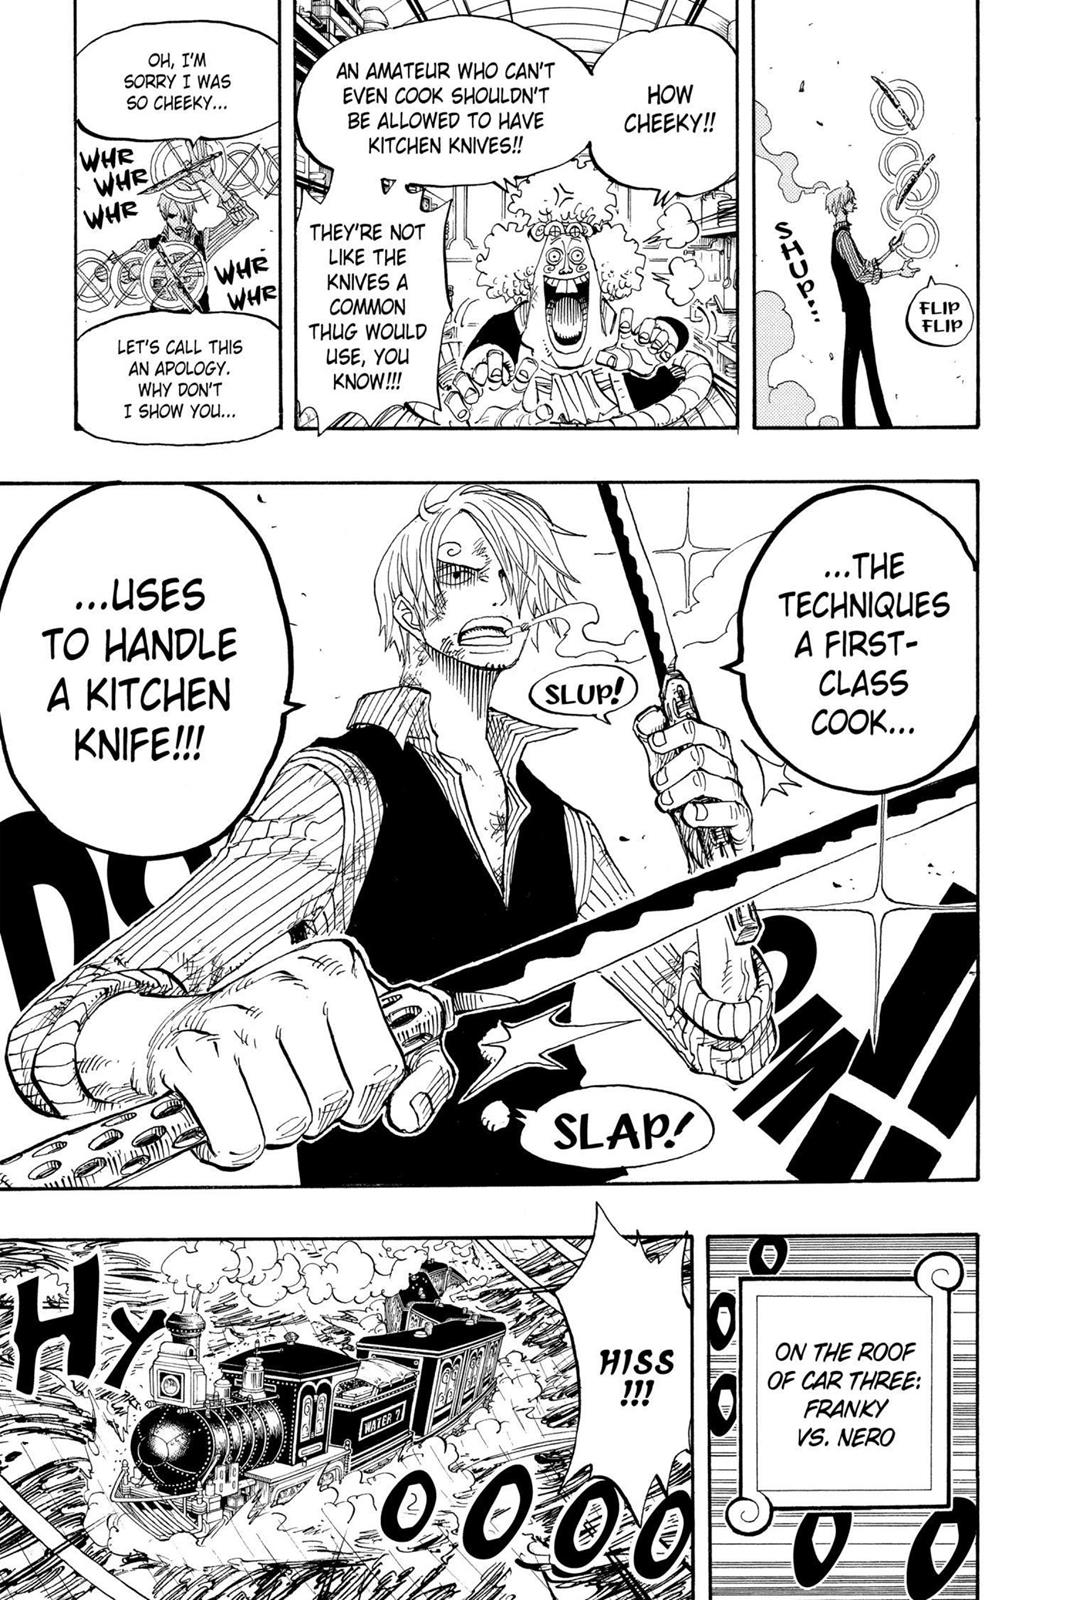 SHUP...
FLIP
FLIP
HOW
CHEEKY!!
AN AMATEUR WHO CAN'T
EVEN COOK SHOULDN'T
BE ALLOWED TO HAVE
KITCHEN KNIVES!!
THEY'RE NOT
LIKE THE
KNIVES A
COMMON
THUG WOULD
USE, YOU
KNOW!!!
OH, I'M
SORRY I WAS
SO CHEEKY...
WHR
WHR
WHR
WHR
WHR
LET'S CALL THIS
AN APOLOGY.
WHY DON'T
I SHOW YOU...
...THE
TECHNIQUES
A FIRST-
CLASS
COOK...
SLUP!
...USES
TO HANDLE
A KITCHEN
KNIFE!!!
SLAP!
ON THE ROOF
OF CAR THREE:
FRANKY
VS. NERO
HISS
!!!
HYOOOOO
WATER 7